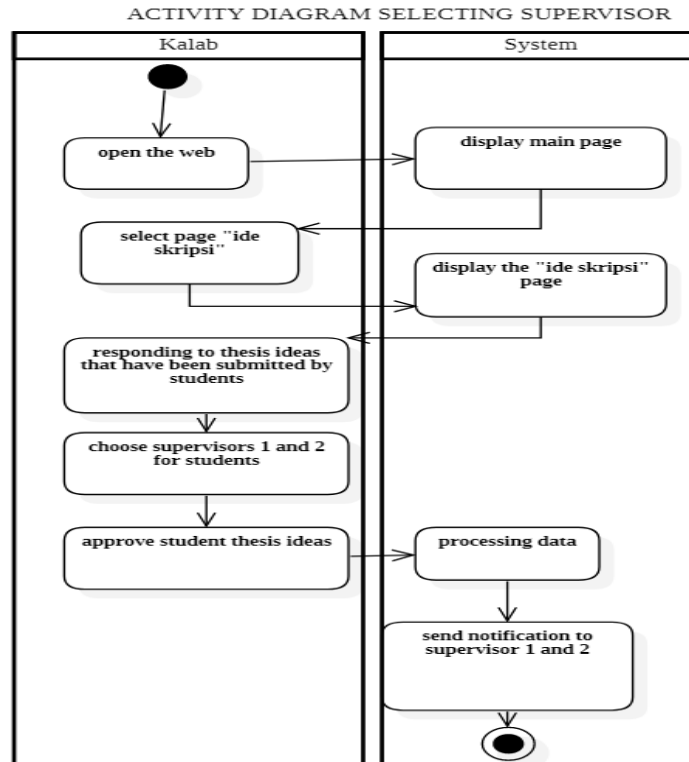 ACTIVITY DIAGRAM SELECTING SUPERVISOR
Kalab
System
open the web
display main page
select page "ide
skripsi"
display the "ide skripsi"
page
responding to thesis ideas
that have been submitted by
students
choose supervisors 1 and 2
for students
approve student thesis ideas
processing data
send notification to
supervisor 1 and 2